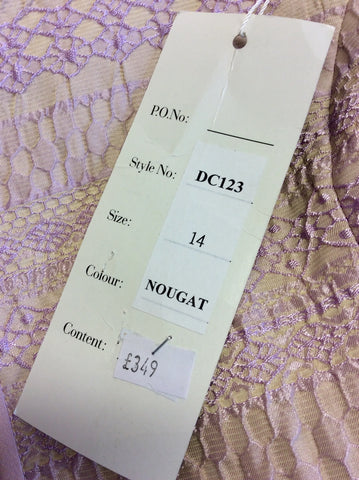 P.O.No:
Style No: DC123
Size: 14
Colour: NOUGAT
Content:
£349